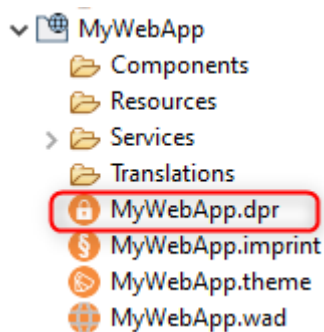 MyWebApp
Components
Resources
Services
Translations
MyWebApp.dpr
MyWebApp.imprint
MyWebApp.theme
MyWebApp.wad